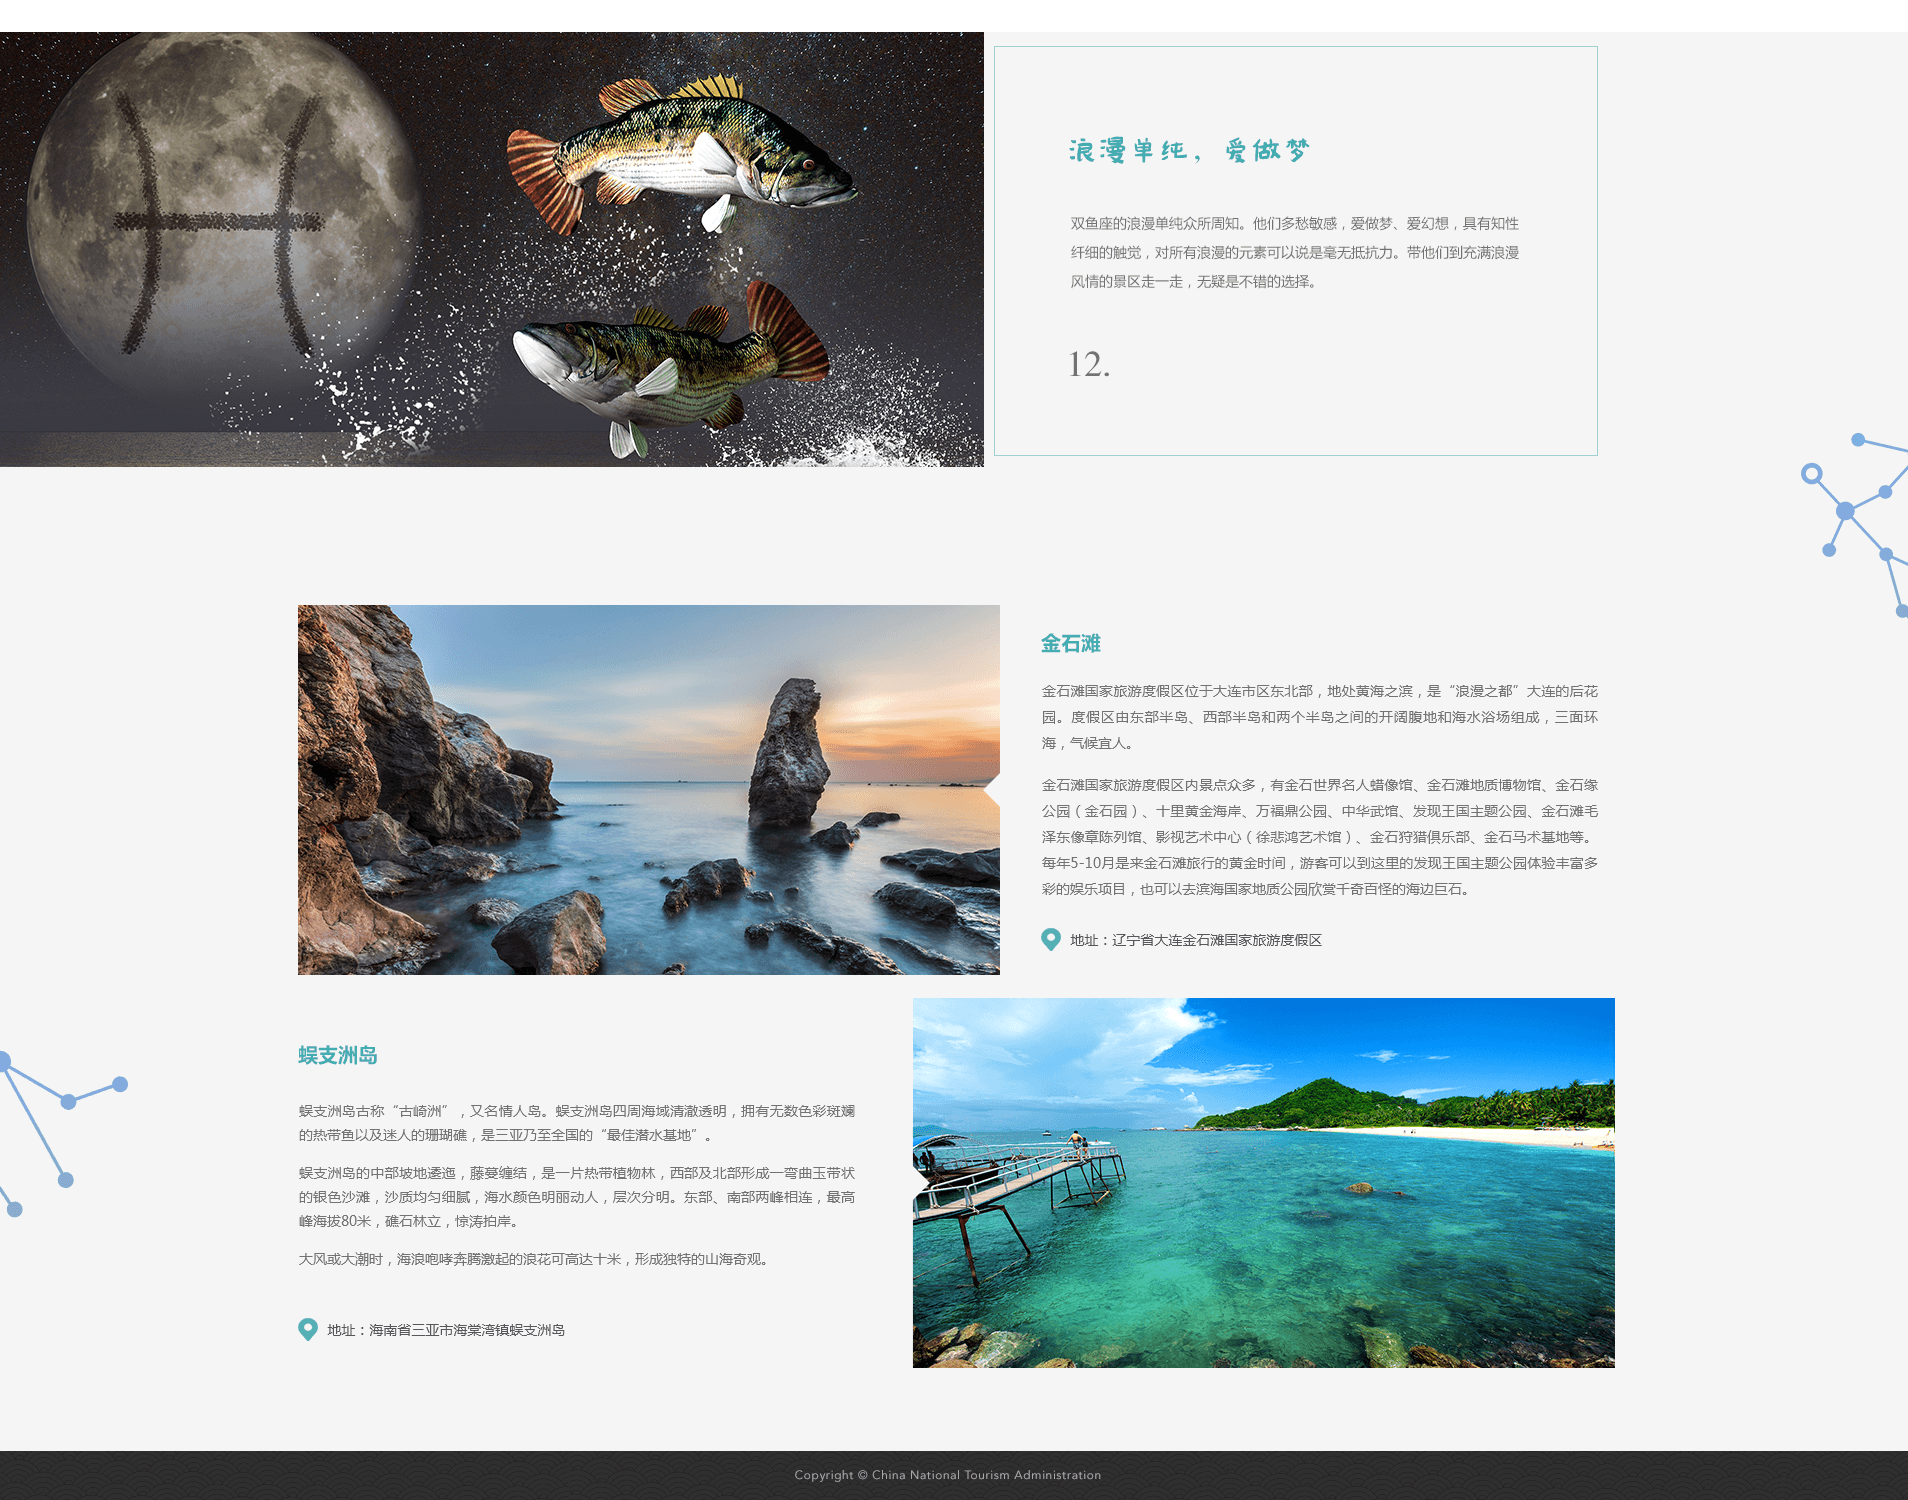 浪漫单纯，爱做梦
双鱼座的浪漫单纯众所周知。他们多愁敏感，爱做梦、爱幻想，具有知性
纤细的触觉，对所有浪漫的元素可以说是毫无抵抗力。带他们到充满浪漫
风情的景区走一走，无疑是不错的选择。
12.
金石滩
金石滩国家旅游度假区位于大连市区东北部，地处黄海之滨，是“浪漫之都”大连的后花
园。度假区由东部半岛、西部半岛和两个半岛之间的开阔腹地和海水浴场组成，三面环
海，气候宜人。
金石滩国家旅游度假区内景点众多，有金石世界名人蜡像馆、金石滩地质博物馆、金石缘
公园（金石园）、十里黄金海岸、万福鼎公园、中华武馆、发现王国主题公园、金石滩毛
泽东像章陈列馆、影视艺术中心（徐悲鸿艺术馆）、金石狩猎俱乐部、金石马术基地等。
每年5-10月是来金石滩旅行的黄金时间，游客可以到这里的发现王国主题公园体验丰富多
彩的娱乐项目，也可以去滨海国家地质公园欣赏千奇百怪的海边巨石。
地址：辽宁省大连金石滩国家旅游度假区
蜈支洲岛
蜈支洲岛古称“古崎洲”，又名情人岛。蜈支洲岛四周海域清澈透明，拥有无数色彩斑斓
的热带鱼以及迷人的珊瑚礁，是三亚乃至全国的“最佳潜水基地”。
蜈支洲岛的中部坡地逶迤，藤蔓缠结，是一片热带植物林，西部及北部形成一弯曲玉带状
的银色沙滩，沙质均匀细腻，海水颜色明丽动人，层次分明。东部、南部两峰相连，最高
峰海拔80米，礁石林立，惊涛拍岸。
大风或大潮时，海浪咆哮奔腾激起的浪花可高达十米，形成独特的山海奇观。
地址：海南省三亚市海棠湾镇蜈支洲岛
Copyright © China National Tourism Administration